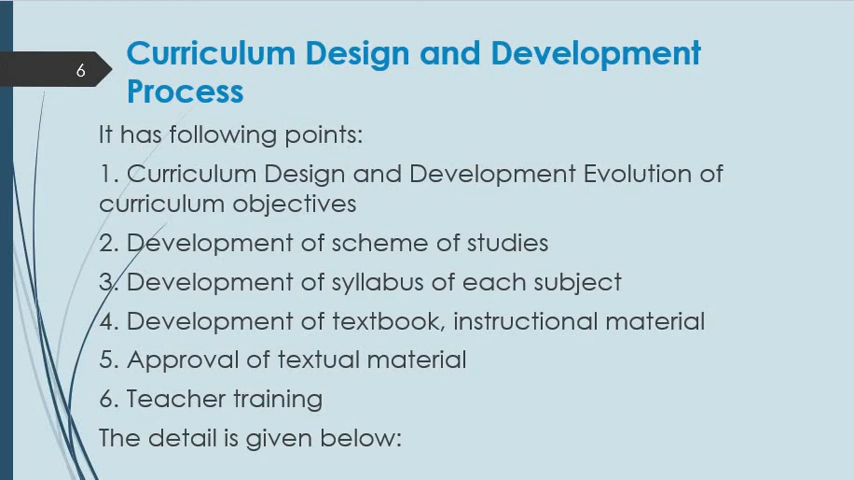 6
Curriculum Design and Development
Process
It has following points:
1. Curriculum Design and Development Evolution of
curriculum objectives
2. Development of scheme of studies
3. Development of syllabus of each subject
4. Development of textbook, instructional material
5. Approval of textual material
6. Teacher training
The detail is given below: